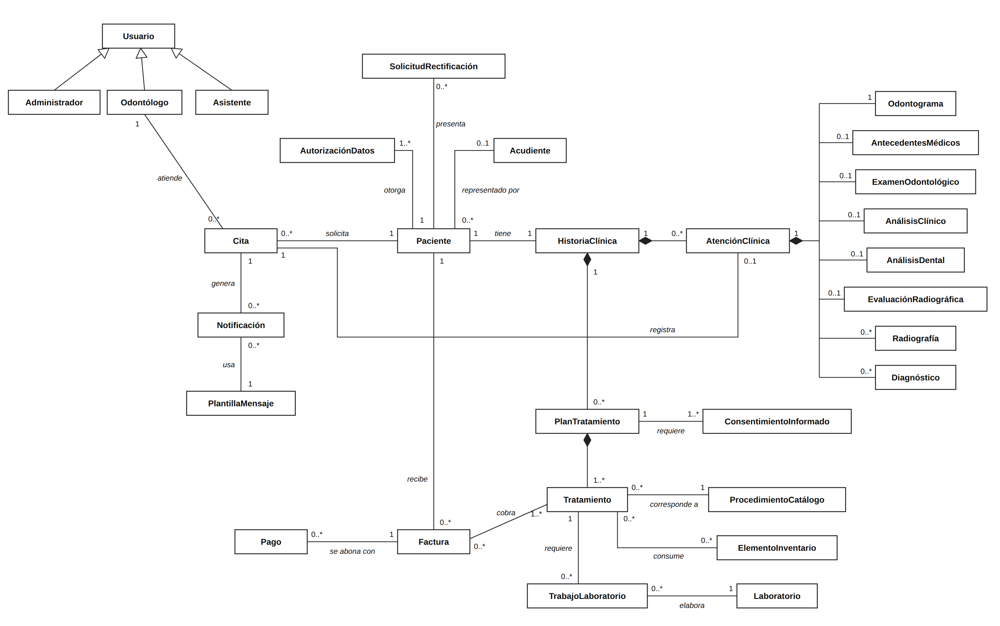 Usuario
SolicitudRectificación
Administrador
Odontólogo
Asistente
0..*
1
Odontograma
1
presenta
0..1
AntecedentesMédicos
AutorizaciónDatos
1..*
0..1
Acudiente
atiende
0..1
ExamenOdontológico
otorga
representado por
0..*
1
0..*
0..1
AnálisisClínico
Cita
0..*
solicita
1
Paciente
1
tiene
1
HistoriaClínica
1
0..*
AtenciónClínica
1
1
1
1
0..1
0..1
AnálisisDental
1
genera
0..1
EvaluaciónRadiográfica
0..*
Notificación
registra
0..*
Radiografía
0..*
usa
0..*
Diagnóstico
1
PlantillaMensaje
0..*
PlanTratamiento
1
1..*
ConsentimientoInformado
requiere
recibe
1..*
Tratamiento
0..*
1
ProcedimientoCatálogo
corresponde a
cobra
1..*
1
0..*
0..*
Pago
0..*
1
Factura
0..*
se abona con
requiere
0..*
ElementoInventario
consume
0..*
TrabajoLaboratorio
0..*
1
Laboratorio
elabora